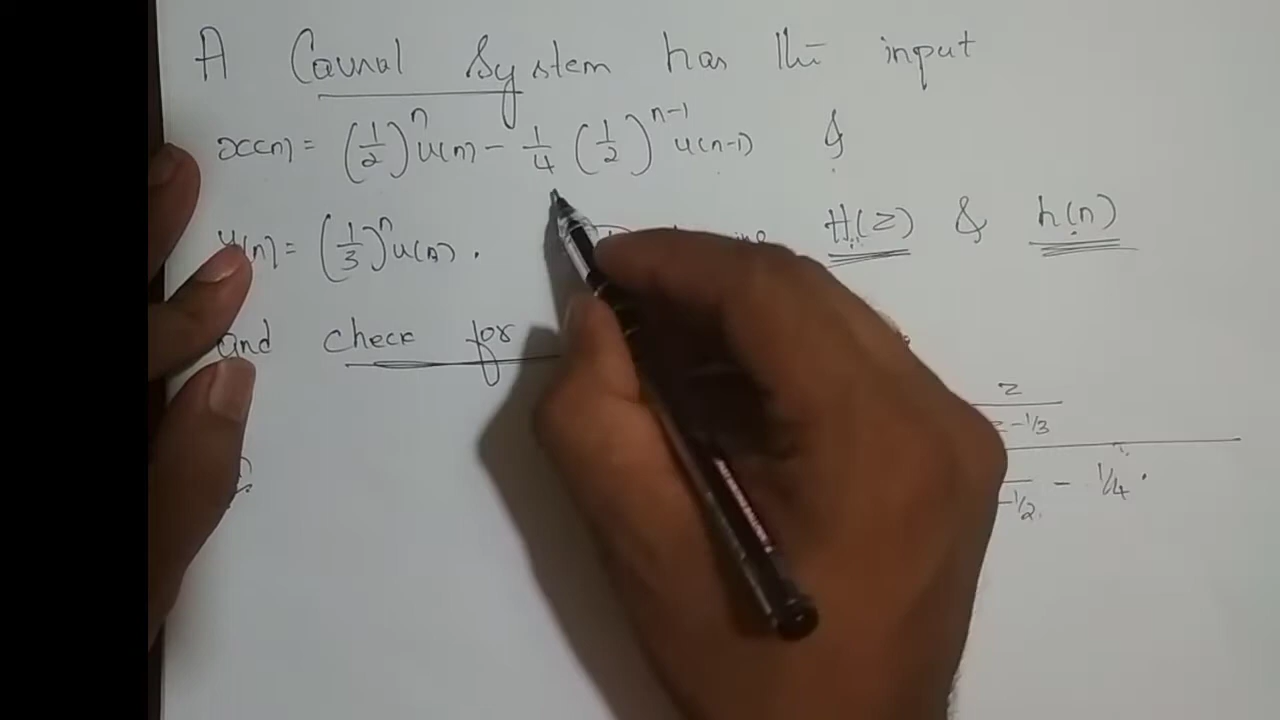 A Causal System has the input
x(n) = (1/2)^n u(n) - 1/4 (1/2)^{n-1} u(n-1) &
y(n) = (1/3)^n u(n). H(z) & h(n)
and check for
z
z - 1/3
-1/2 - 1/4 .